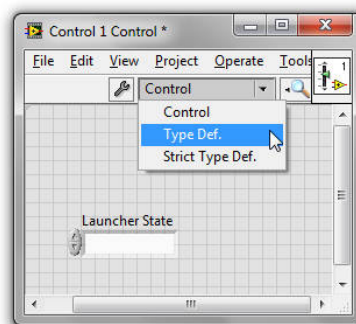 Control 1 Control *
File Edit View Project Operate Tools
Control
1
Control
Type Def.
Strict Type Def.
Launcher State